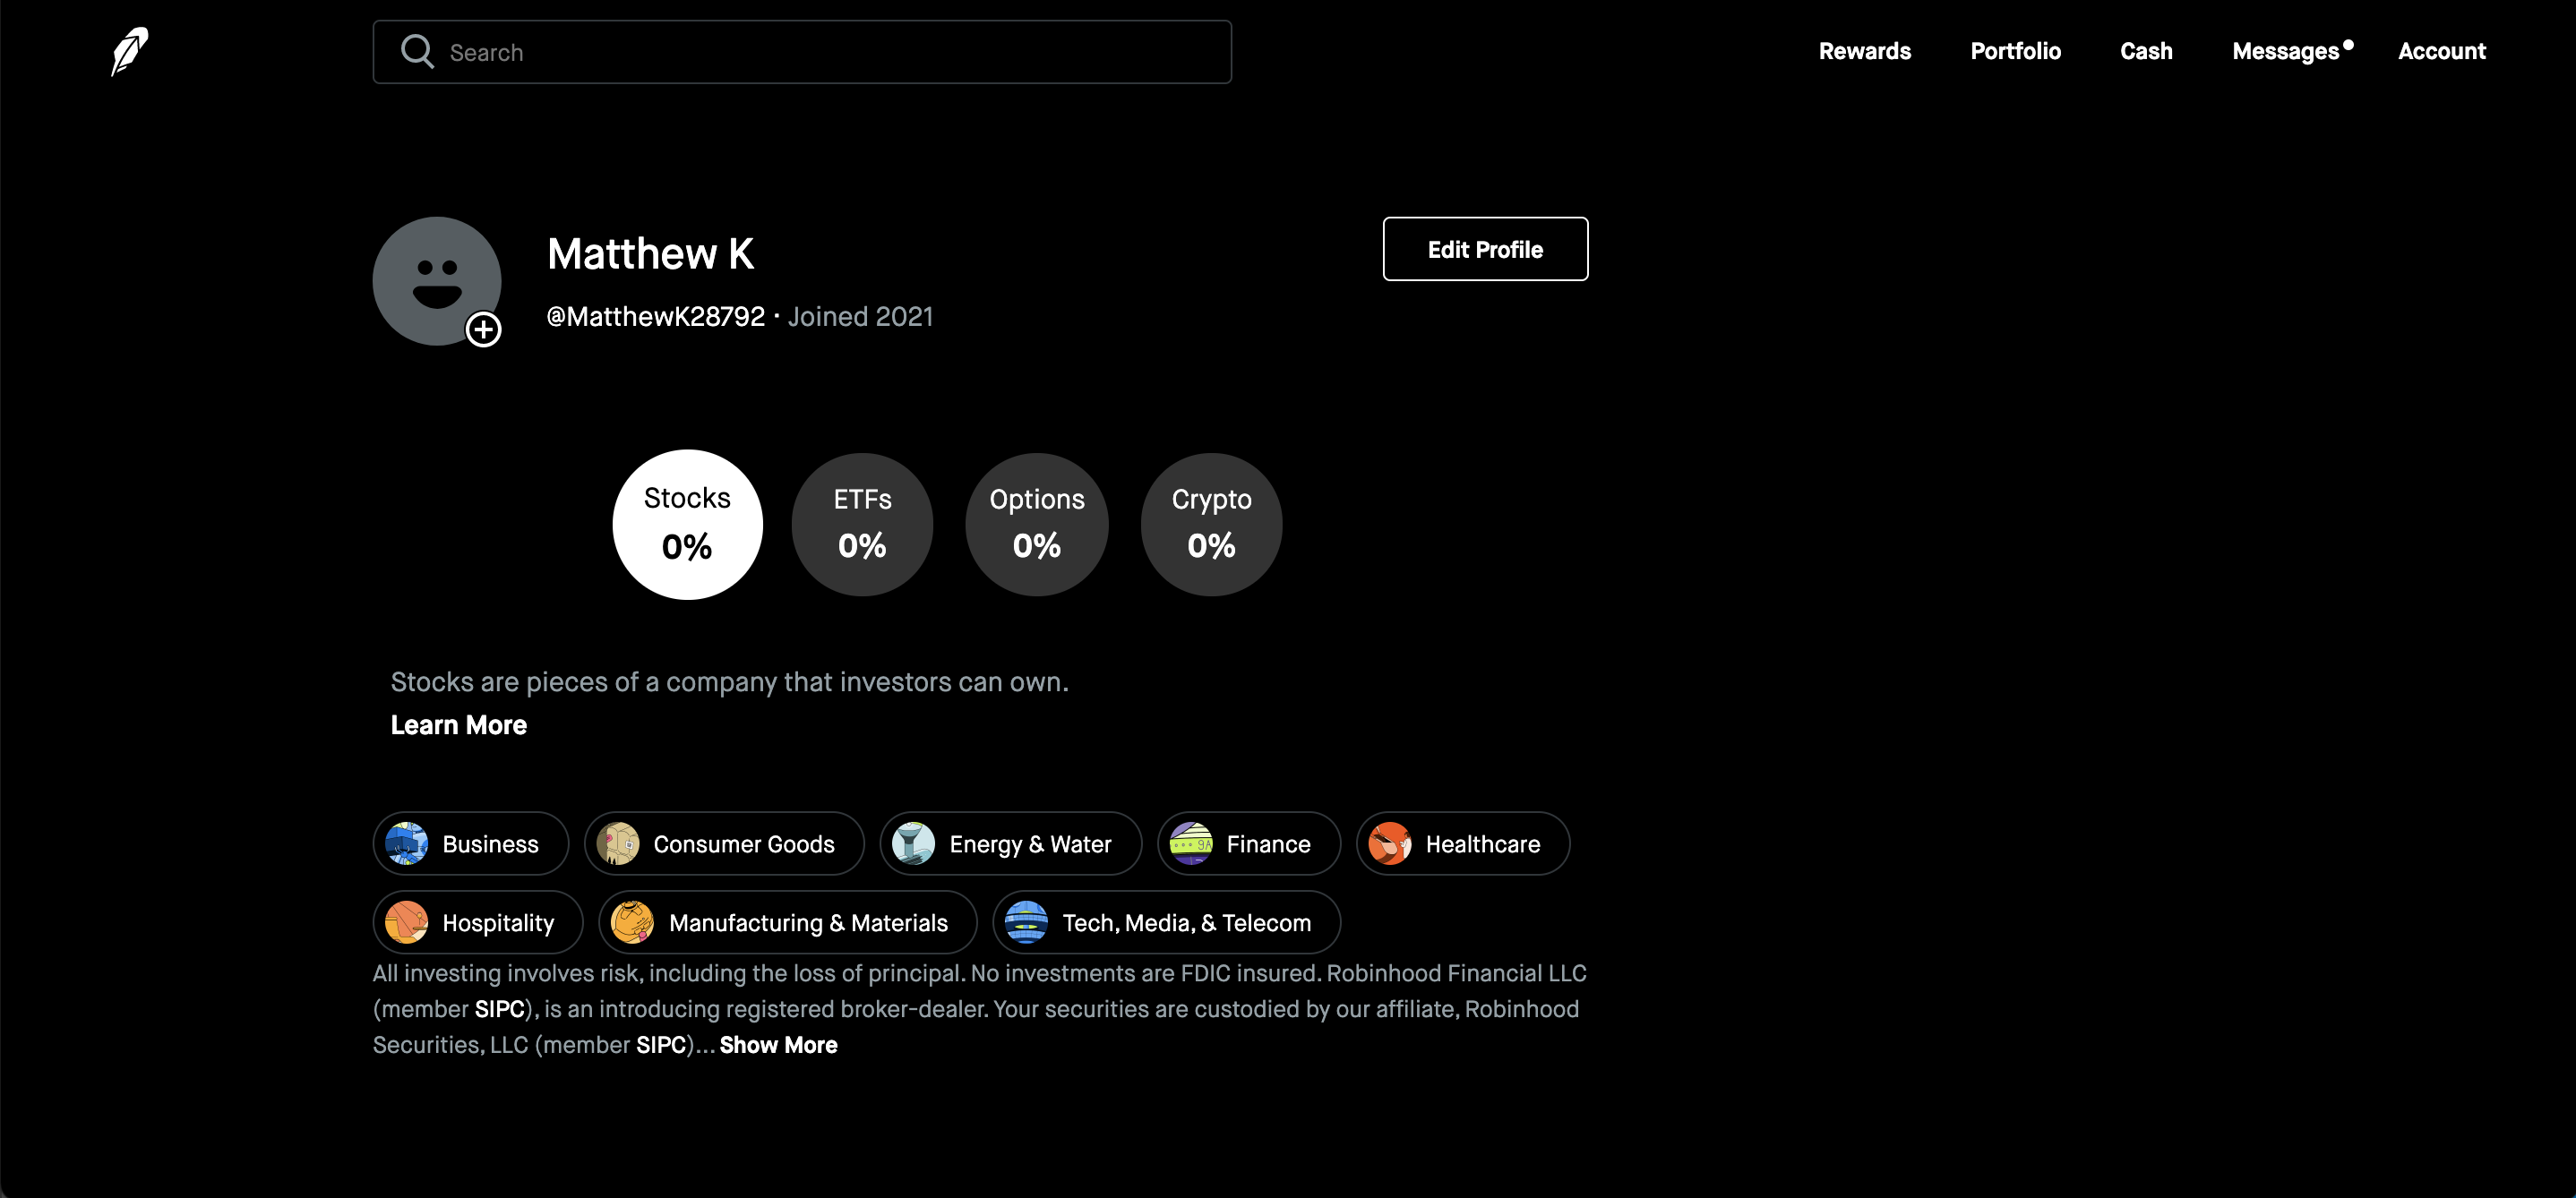 Search
Rewards Portfolio Cash Messages Account
Matthew K
Edit Profile
@MatthewK28792 · Joined 2021
Stocks ETFs Options Crypto
0% 0% 0% 0%
Stocks are pieces of a company that investors can own.
Learn More
Business Consumer Goods Energy & Water Finance Healthcare
Hospitality Manufacturing & Materials Tech, Media, & Telecom
All investing involves risk, including the loss of principal. No investments are FDIC insured. Robinhood Financial LLC
(member SIPC), is an introducing registered broker-dealer. Your securities are custodied by our affiliate, Robinhood
Securities, LLC (member SIPC)... Show More